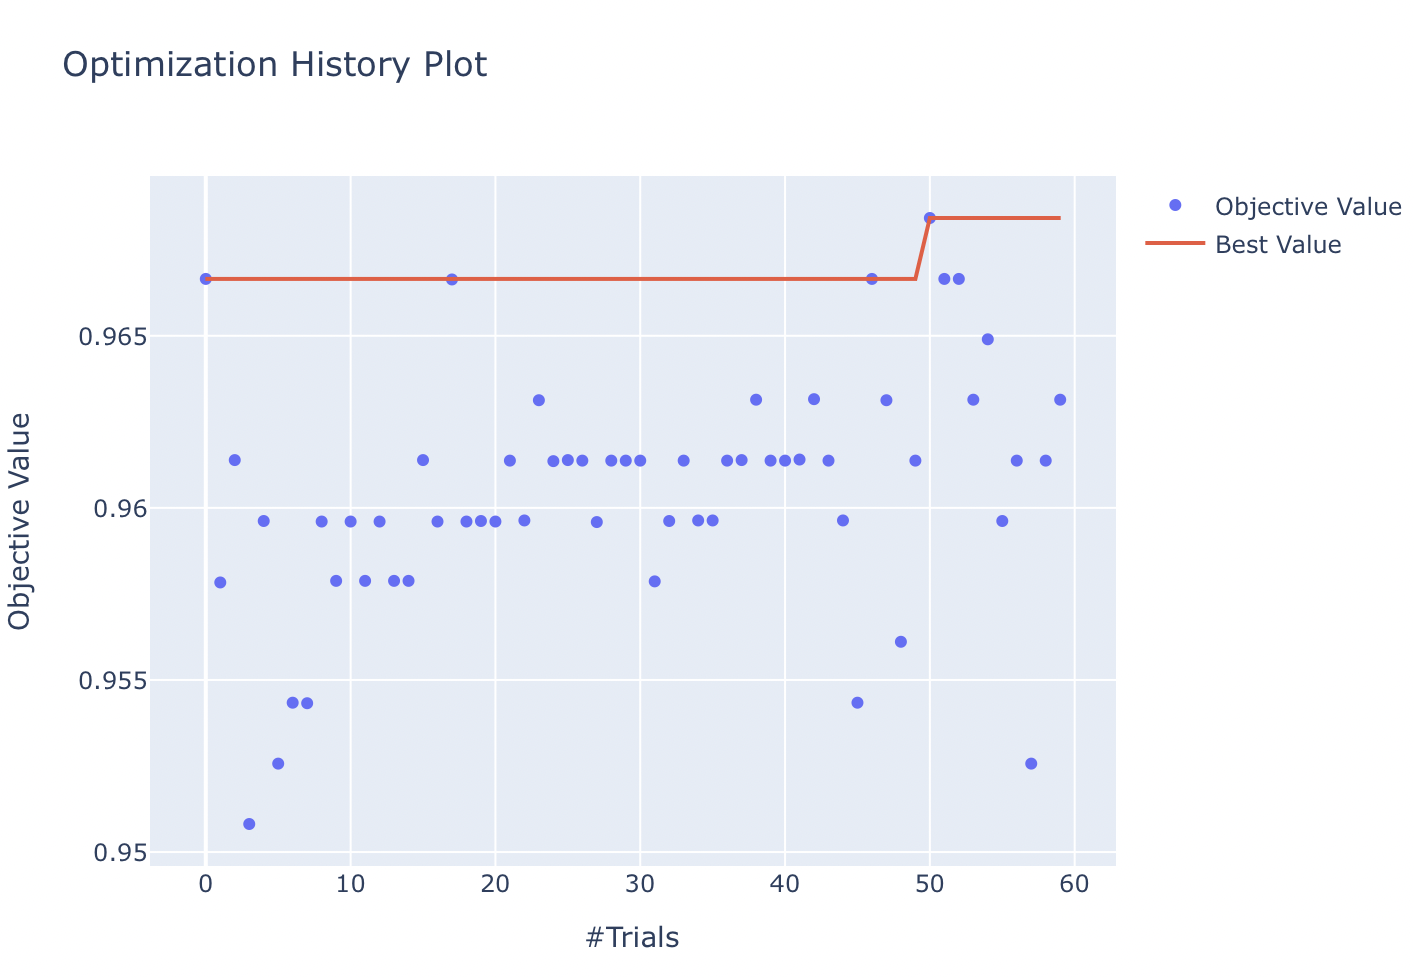 Optimization History Plot
Objective Value
Best Value
0.965
0.96
0.955
0.95
Objective Value
0
10
20
30
40
50
60
#Trials